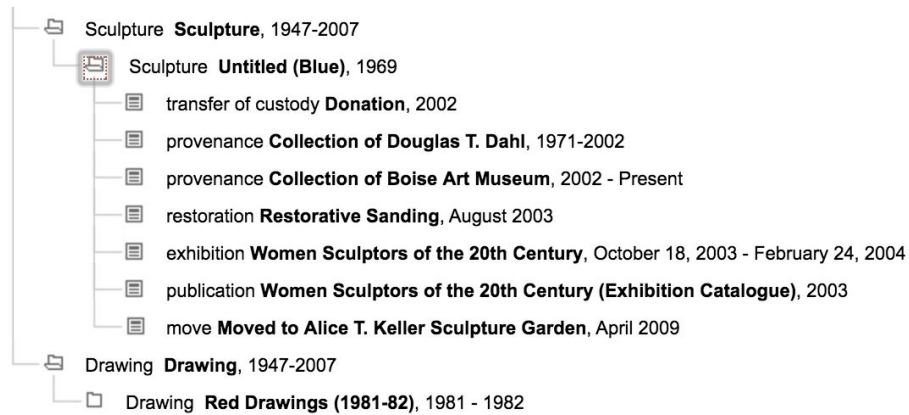 Sculpture Sculpture, 1947-2007
Sculpture Untitled (Blue), 1969
transfer of custody Donation, 2002
provenance Collection of Douglas T. Dahl, 1971-2002
provenance Collection of Boise Art Museum, 2002 - Present
restoration Restorative Sanding, August 2003
exhibition Women Sculptors of the 20th Century, October 18, 2003 - February 24, 2004
publication Women Sculptors of the 20th Century (Exhibition Catalogue), 2003
move Moved to Alice T. Keller Sculpture Garden, April 2009
Drawing Drawing, 1947-2007
Drawing Red Drawings (1981-82), 1981 - 1982